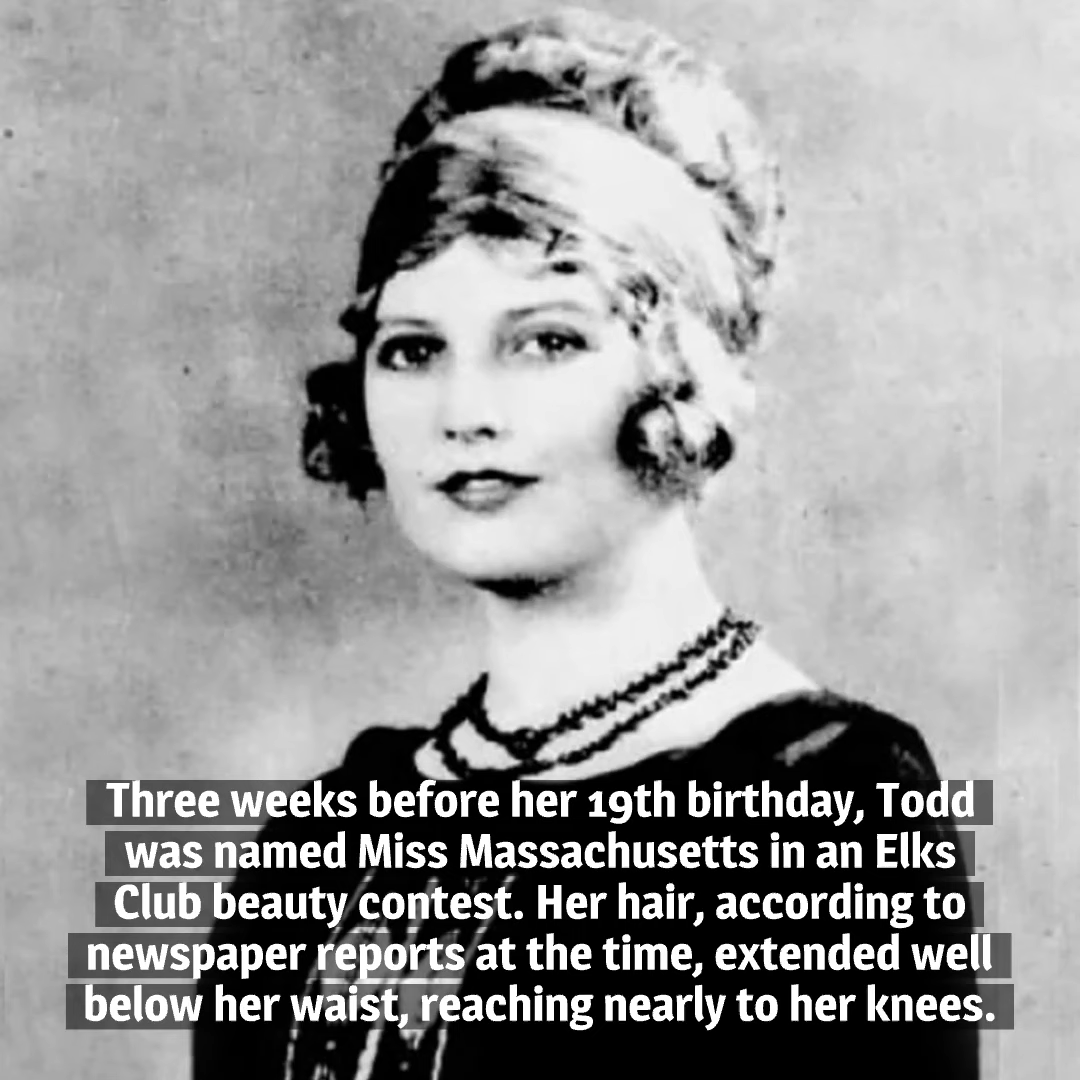 Three weeks before her 19th birthday, Todd
was named Miss Massachusetts in an Elks
Club beauty contest. Her hair, according to
newspaper reports at the time, extended well
below her waist, reaching nearly to her knees.